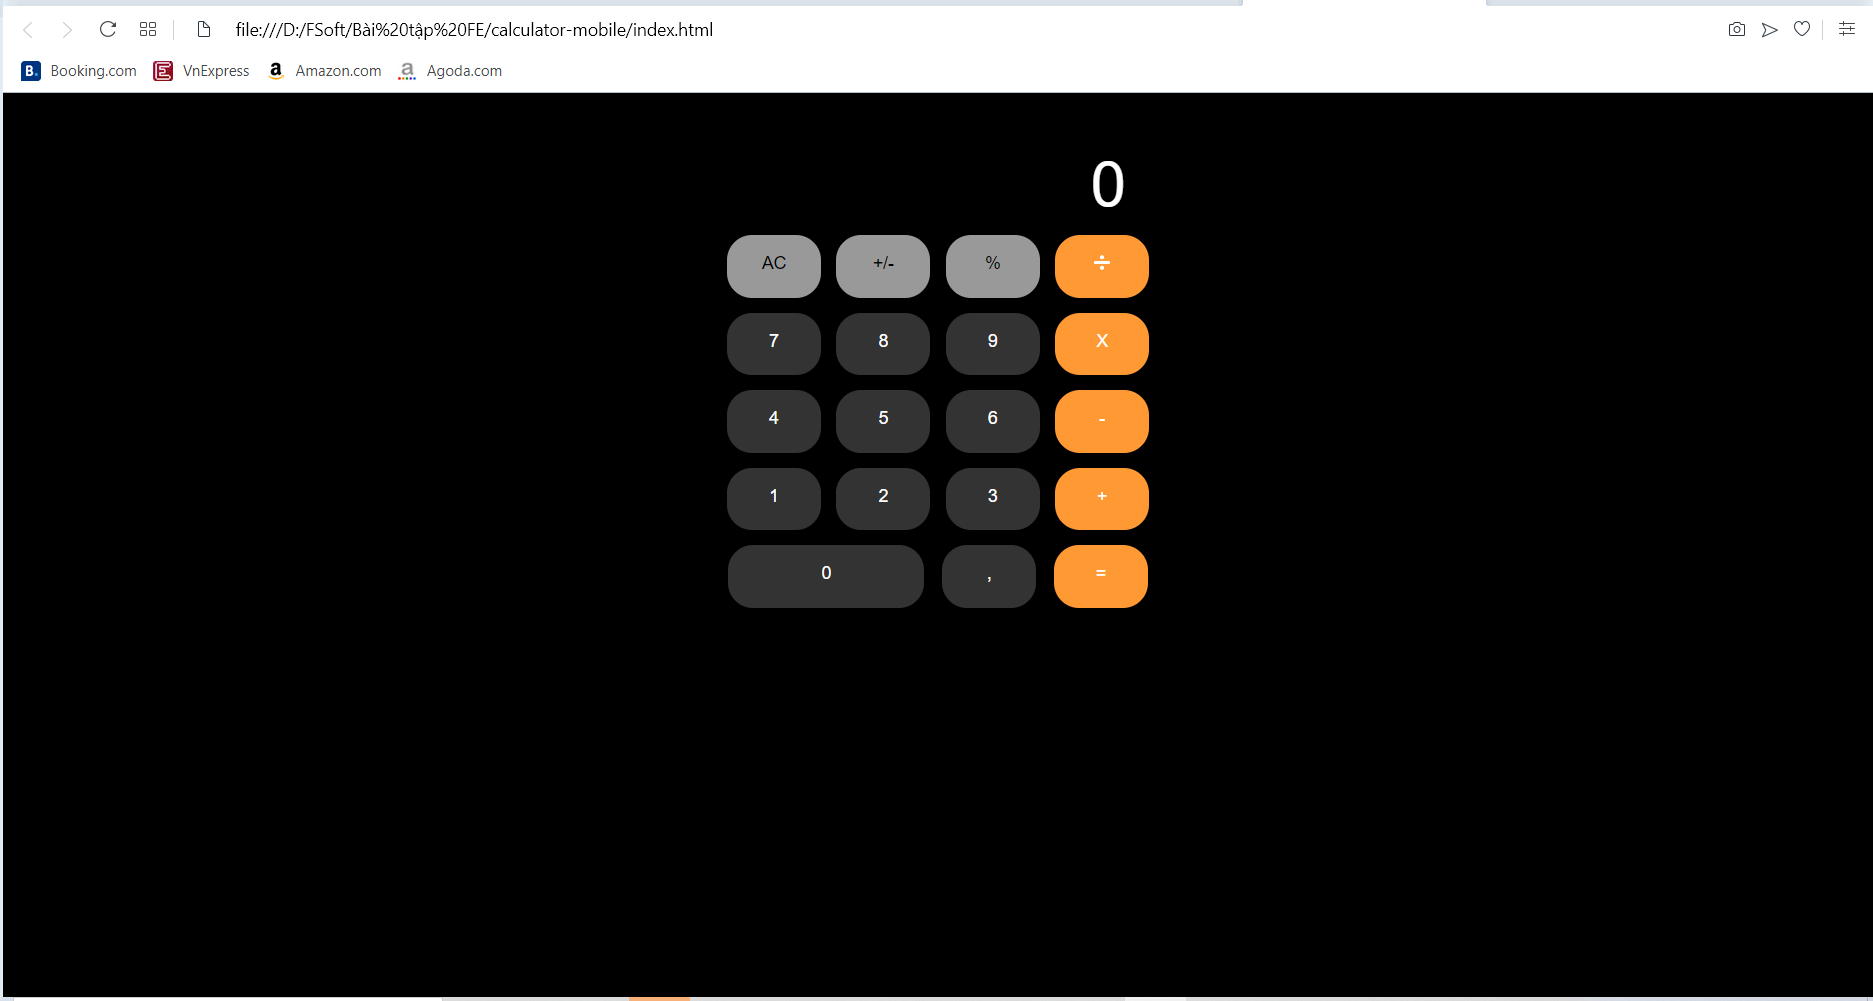 file:///D:/FSoft/Bài%20tập%20FE/calculator-mobile/index.html
B. Booking.com E VnExpress a Amazon.com a Agoda.com
0
AC +/- % ÷
7 8 9 X
4 5 6 -
1 2 3 +
0 , =